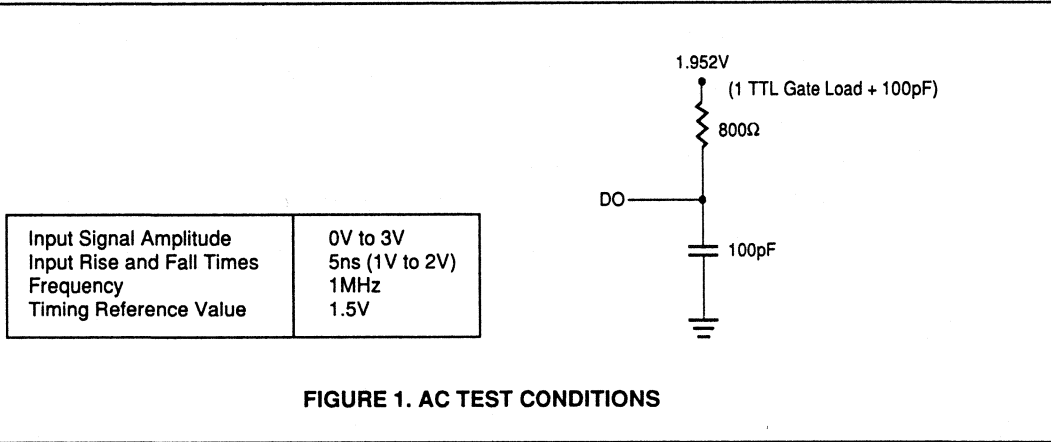 1.952V
(1 TTL Gate Load + 100pF)
800Ω
DO
100pF
Input Signal Amplitude 0V to 3V
Input Rise and Fall Times 5ns (1V to 2V)
Frequency 1MHz
Timing Reference Value 1.5V
FIGURE 1. AC TEST CONDITIONS